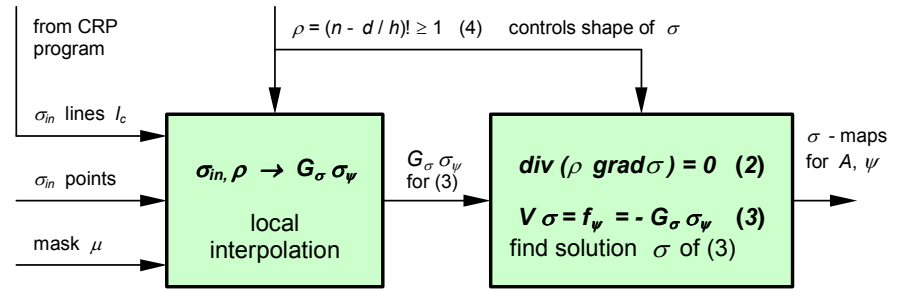 from CRP
program
ρ = (n - d / h)! ≥ 1 (4) controls shape of σ
σin lines lc
σin points
mask μ
σin, ρ → Gσ σψ
local
interpolation
Gσ σψ
for (3)
div (ρ gradσ) = 0 (2)
V σ = fψ = - Gσ σψ (3)
find solution σ of (3)
σ - maps
for A, ψ